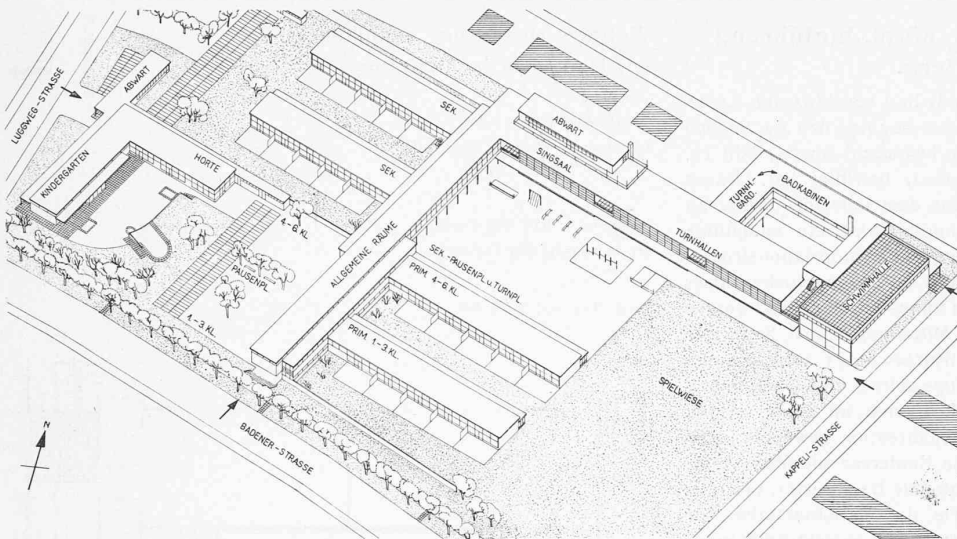 LUGGWEG-STRASSE
ABWART
KINDERGARTEN
HORTE
SEK.
SEK.
SEK.
ABWART
SINGSAAL
TURNH.-
GARD.
BADKABINEN
TURNHALLEN
SCHWIMMHALLE
ALLGEMEINE RÄUME
4-6 KL.
PAUSENPL.
1-3 KL.
SEK.-PAUSENPL. u. TURNPL.
PRIM. 4-6 KL.
PRIM. 1-3 KL.
SPIELWIESE
BADENER-STRASSE
KAPPELI-STRASSE
N